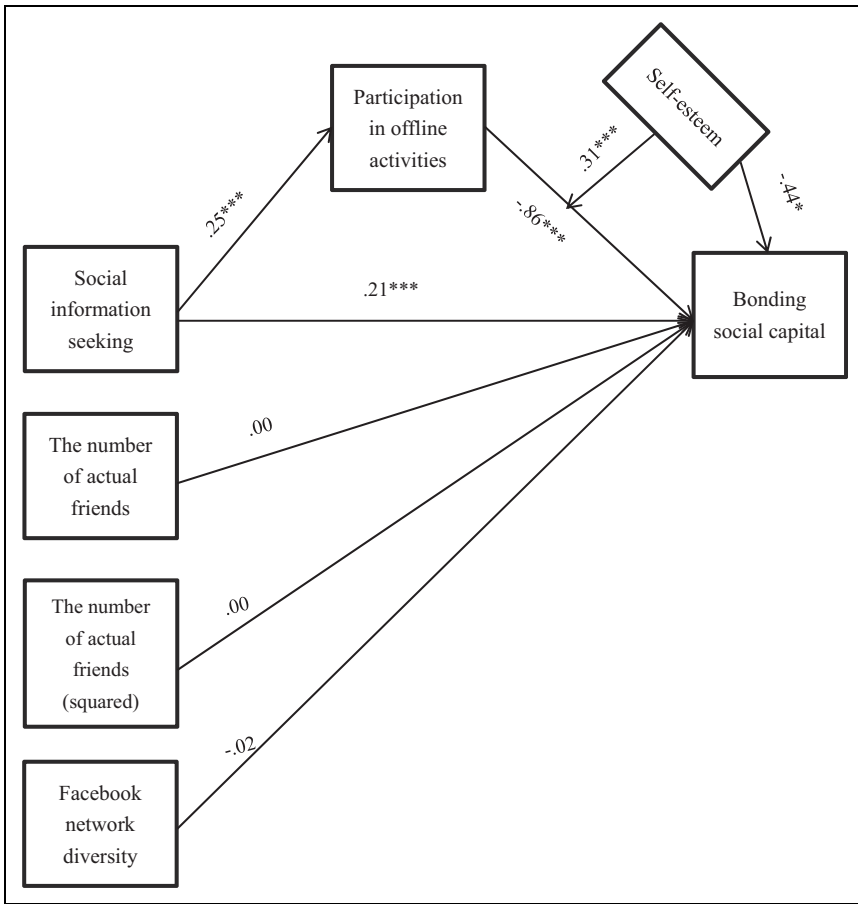 Participation
in offline
activities
Self-esteem
.31***
-.44*
-.86***
.25***
Social
information
seeking
.21***
Bonding
social capital
The number
of actual
friends
.00
The number
of actual
friends
(squared)
.00
Facebook
network
diversity
-.02